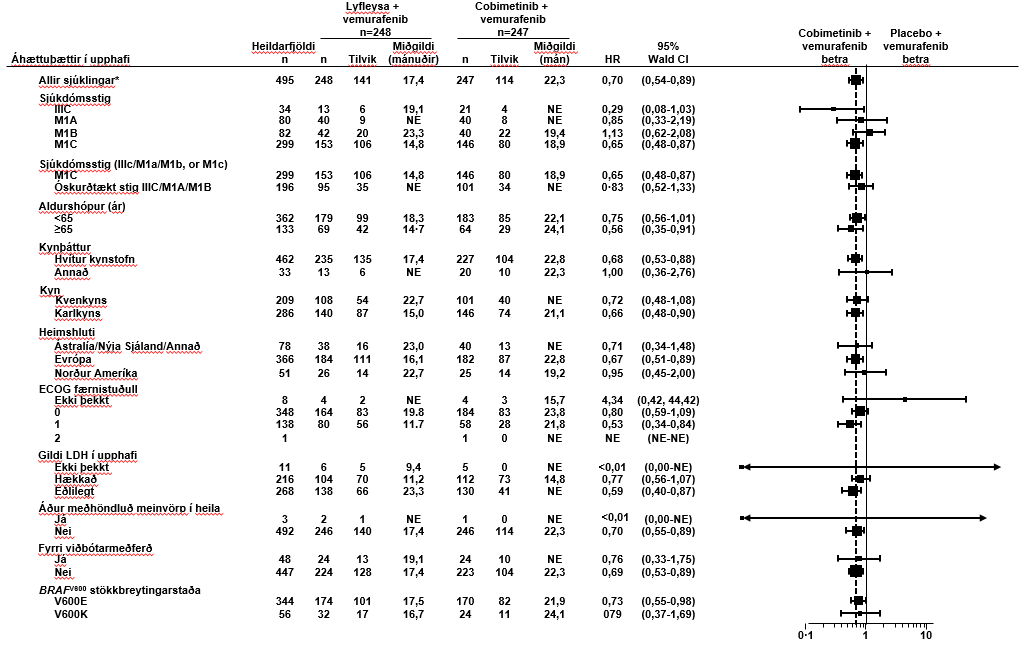 Lyfleysa + Cobimetinib +
vemurafenib vemurafenib
n=248 n=247
Cobimetinib + Placebo +
Heildarfjöldi Miðgildi Miðgildi 95% vemurafenib vemurafenib
Áhættuþættir í upphafi n n Tilvik (mánuðir) n Tilvik (mán) HR Wald CI betra betra
Allir sjúklingar* 495 248 141 17,4 247 114 22,3 0,70 (0,54-0,89)
Sjúkdómsstig
IIIC 34 13 6 19,1 21 4 NE 0,29 (0,08-1,03)
M1A 80 40 9 NE 40 8 NE 0,85 (0,33-2,19)
M1B 82 42 20 23,3 40 22 19,4 1,13 (0,62-2,08)
M1C 299 153 106 14,8 146 80 18,9 0,65 (0,48-0,87)
Sjúkdómsstig (IIIc/M1a/M1b, or M1c)
M1C 299 153 106 14,8 146 80 18,9 0,65 (0,48-0,87)
Óskurðtækt stig IIIC/M1A/M1B 196 95 35 NE 101 34 NE 0·83 (0,52-1,33)
Aldurshópur (ár)
<65 362 179 99 18,3 183 85 22,1 0,75 (0,56-1,01)
≥65 133 69 42 14·7 64 29 24,1 0,56 (0,35-0,91)
Kynþáttur
Hvítur kynstofn 462 235 135 17,4 227 104 22,8 0,68 (0,53-0,88)
Annað 33 13 6 NE 20 10 22,3 1,00 (0,36-2,76)
Kyn
Kvenkyns 209 108 54 22,7 101 40 NE 0,72 (0,48-1,08)
Karlkyns 286 140 87 15,0 146 74 21,1 0,66 (0,48-0,90)
Heimshluti
Ástralía/Nýja Sjáland/Annað 78 38 16 23,0 40 13 NE 0,71 (0,34-1,48)
Evrópa 366 184 111 16,1 182 87 22,8 0,67 (0,51-0,89)
Norður Ameríka 51 26 14 22,7 25 14 19,2 0,95 (0,45-2,00)
ECOG færnistuðull
Ekki þekkt 8 4 2 NE 4 3 15,7 4,34 (0,42, 44,42)
0 348 164 83 19.8 184 83 23,8 0,80 (0,59-1,09)
1 138 80 56 11.7 58 28 21,8 0,53 (0,34-0,84)
2 1 1 0 NE NE (NE-NE)
Gildi LDH í upphafi
Ekki þekkt 11 6 5 9,4 5 0 NE <0,01 (0,00-NE)
Hækkað 216 104 70 11,2 112 73 14,8 0,77 (0,56-1,07)
Eðlilegt 268 138 66 23,3 130 41 NE 0,59 (0,40-0,87)
Áður meðhöndluð meinvörp í heila
Já 3 2 1 NE 1 0 NE <0,01 (0,00-NE)
Nei 492 246 140 17,4 246 114 22,3 0,70 (0,55-0,89)
Fyrri viðbótarmeðferð
Já 48 24 13 19,1 24 10 NE 0,76 (0,33-1,75)
Nei 447 224 128 17,4 223 104 22,3 0,69 (0,53-0,89)
BRAFV600 stökkbreytingarstaða
V600E 344 174 101 17,5 170 82 21,9 0,73 (0,55-0,98)
V600K 56 32 17 16,7 24 11 24,1 079 (0,37-1,69)
0·1 1 10